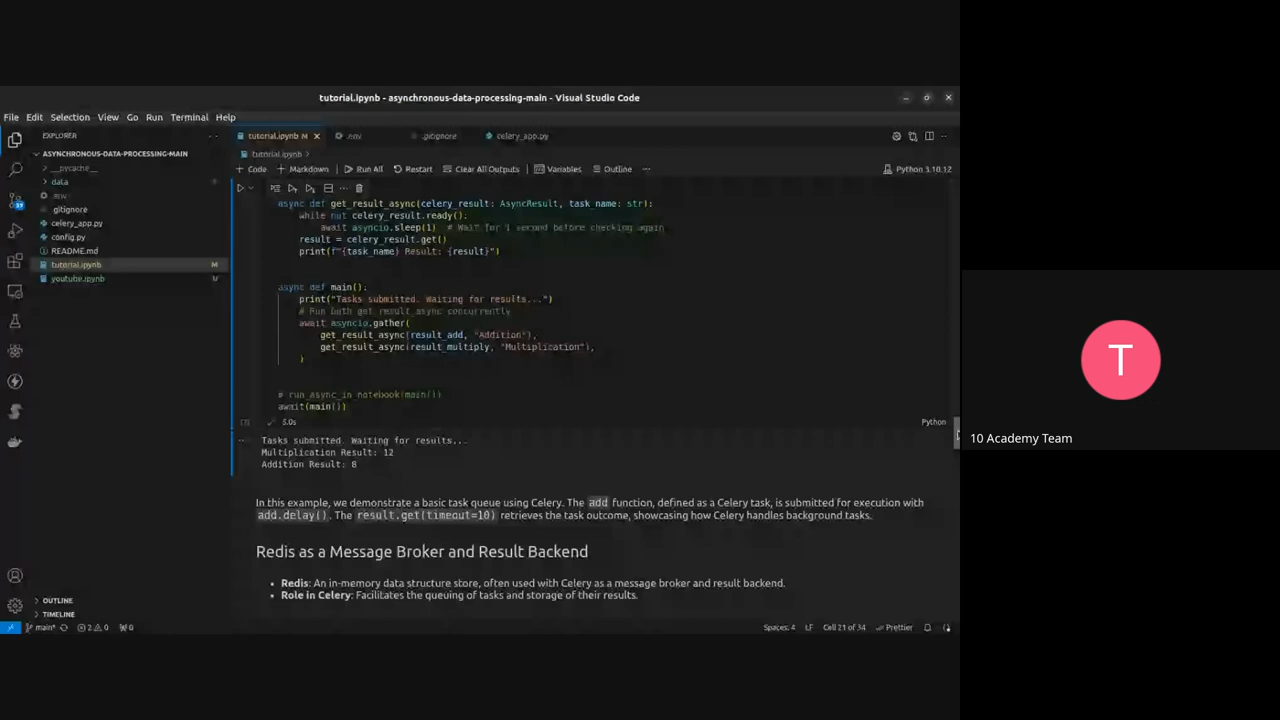 tutorial.ipynb - asynchronous-data-processing-main - Visual Studio Code
File Edit Selection View Go Run Terminal Help
EXPLORER
ASYNCHRONOUS-DATA-PROCESSING-MAIN
__pycache__
data
.env
.gitignore
celery_app.py
config.py
README.md
tutorial.ipynb M
youtube.ipynb U
OUTLINE
TIMELINE
tutorial.ipynb M .env .gitignore celery_app.py
tutorial.ipynb
+ Code + Markdown Run All Restart Clear All Outputs Variables Outline ... Python 3.10.12
async def get_result_async(celery_result: AsyncResult, task_name: str):
while not celery_result.ready():
await asyncio.sleep(1) # Wait for 1 second before checking again
result = celery_result.get()
print(f"{task_name} Result: {result}")
async def main():
print("Tasks submitted. Waiting for results...")
# Run both get_result_async concurrently
await asyncio.gather(
get_result_async(result_add, "Addition"),
get_result_async(result_multiply, "Multiplication"),
)
# run_async_in_notebook(main())
await(main())
5.0s Python
Tasks submitted. Waiting for results...
Multiplication Result: 12
Addition Result: 8
In this example, we demonstrate a basic task queue using Celery. The add function, defined as a Celery task, is submitted for execution with
add.delay(). The result.get(timeout=10) retrieves the task outcome, showcasing how Celery handles background tasks.
Redis as a Message Broker and Result Backend
• Redis: An in-memory data structure store, often used with Celery as a message broker and result backend.
• Role in Celery: Facilitates the queuing of tasks and storage of their results.
main* 2 0 0 Spaces: 4 LF Cell 21 of 34 Prettier
T
10 Academy Team